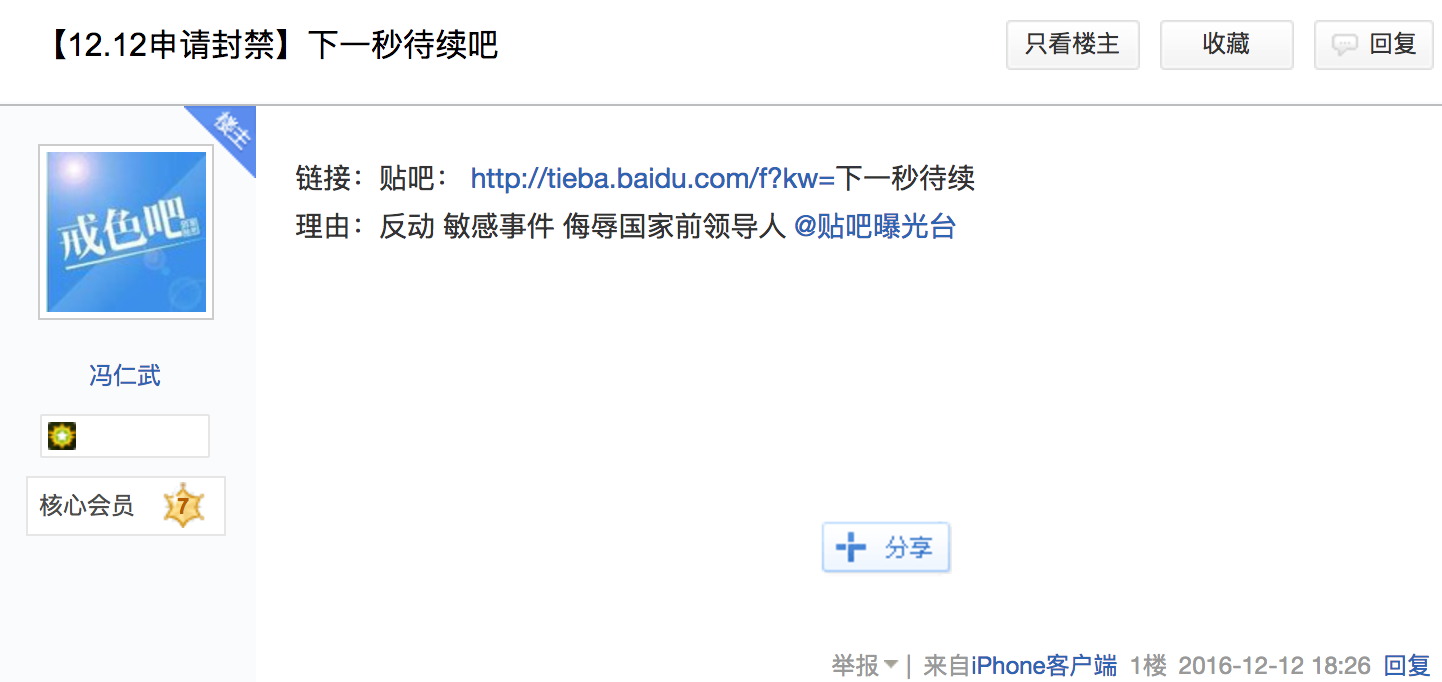 【12.12申请封禁】下一秒待续吧
只看楼主
收藏
回复
楼主
戒色吧
链接：贴吧： http://tieba.baidu.com/f?kw=下一秒待续
理由：反动 敏感事件 侮辱国家前领导人 @贴吧曝光台
冯仁武
核心会员 7
分享
举报 | 来自iPhone客户端 1楼 2016-12-12 18:26 回复